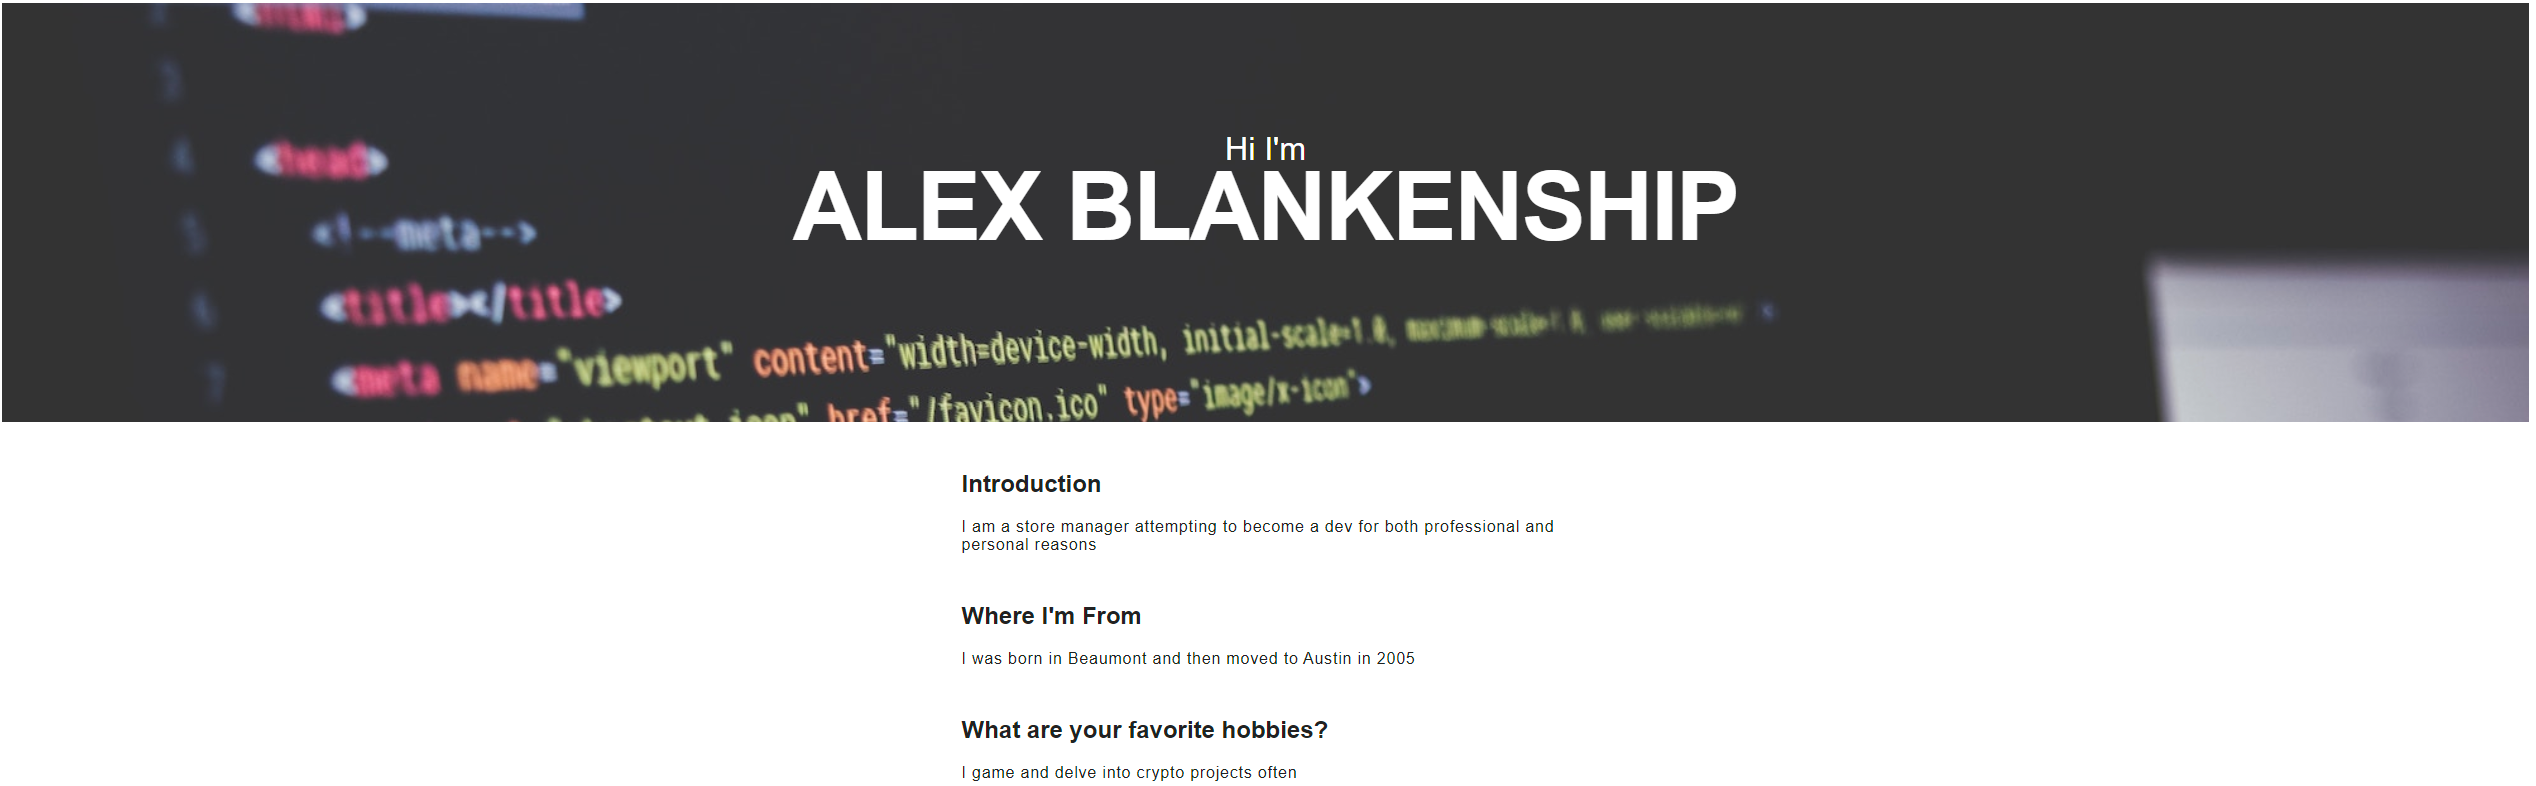 <head>
Hi I'm
ALEX BLANKENSHIP
<!--meta-->
<title></title>
<meta name="viewport" content="width=device-width, initial-scale=1.0,
href="/favicon.ico" type="image/x-icon">
Introduction
I am a store manager attempting to become a dev for both professional and
personal reasons
Where I'm From
I was born in Beaumont and then moved to Austin in 2005
What are your favorite hobbies?
I game and delve into crypto projects often